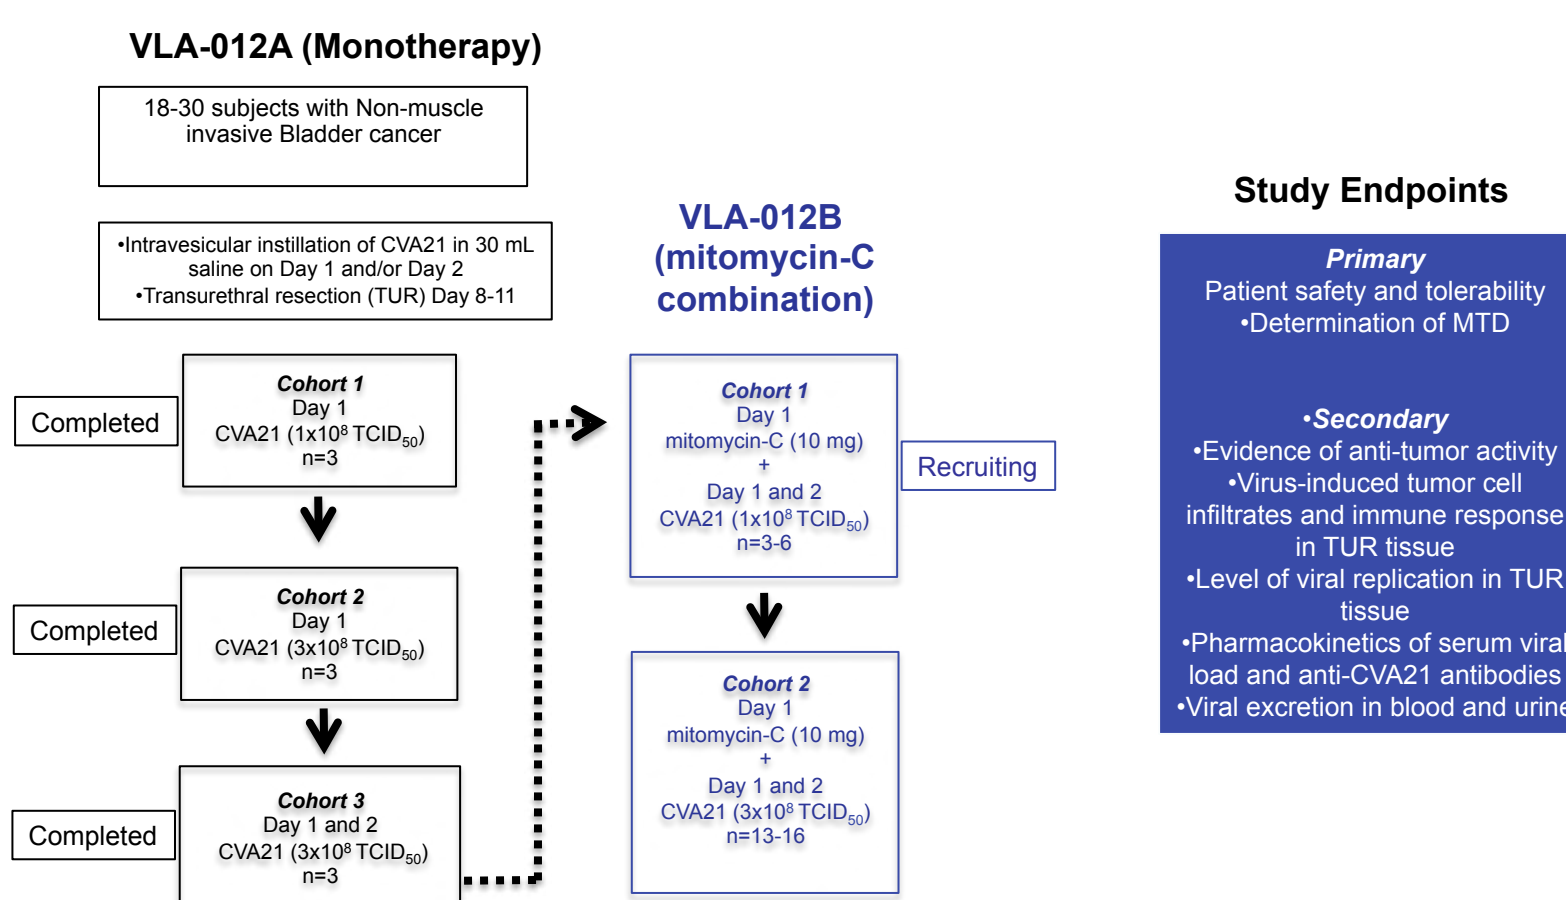 VLA-012A (Monotherapy)
18-30 subjects with Non-muscle
invasive Bladder cancer
•Intravesicular instillation of CVA21 in 30 mL
saline on Day 1 and/or Day 2
•Transurethral resection (TUR) Day 8-11
Completed
Cohort 1
Day 1
CVA21 (1x10⁸ TCID₅₀)
n=3
Completed
Cohort 2
Day 1
CVA21 (3x10⁸ TCID₅₀)
n=3
Completed
Cohort 3
Day 1 and 2
CVA21 (3x10⁸ TCID₅₀)
n=3
VLA-012B
(mitomycin-C
combination)
Cohort 1
Day 1
mitomycin-C (10 mg)
+
Day 1 and 2
CVA21 (1x10⁸ TCID₅₀)
n=3-6
Recruiting
Cohort 2
Day 1
mitomycin-C (10 mg)
+
Day 1 and 2
CVA21 (3x10⁸ TCID₅₀)
n=13-16
Study Endpoints
Primary
Patient safety and tolerability
•Determination of MTD
•Secondary
•Evidence of anti-tumor activity
•Virus-induced tumor cell
infiltrates and immune response
in TUR tissue
•Level of viral replication in TUR
tissue
•Pharmacokinetics of serum viral
load and anti-CVA21 antibodies
•Viral excretion in blood and urine